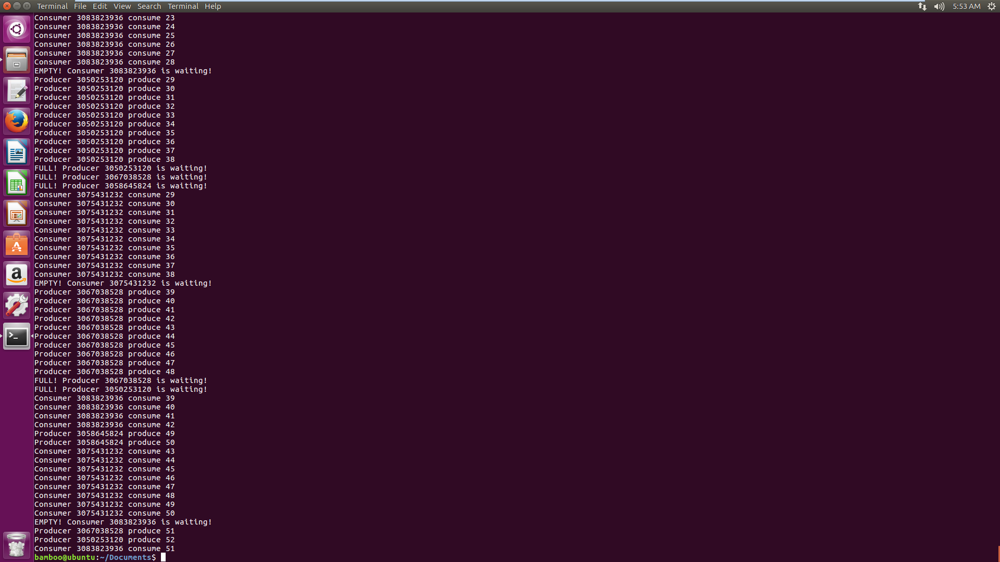 Terminal File Edit View Search Terminal Help 5:53 AM
Consumer 3083823936 consume 23
Consumer 3083823936 consume 24
Consumer 3083823936 consume 25
Consumer 3083823936 consume 26
Consumer 3083823936 consume 27
Consumer 3083823936 consume 28
EMPTY! Consumer 3083823936 is waiting!
Producer 3050253120 produce 29
Producer 3050253120 produce 30
Producer 3050253120 produce 31
Producer 3050253120 produce 32
Producer 3050253120 produce 33
Producer 3050253120 produce 34
Producer 3050253120 produce 35
Producer 3050253120 produce 36
Producer 3050253120 produce 37
Producer 3050253120 produce 38
FULL! Producer 3050253120 is waiting!
FULL! Producer 3067038528 is waiting!
FULL! Producer 3058645824 is waiting!
Consumer 3075431232 consume 29
Consumer 3075431232 consume 30
Consumer 3075431232 consume 31
Consumer 3075431232 consume 32
Consumer 3075431232 consume 33
Consumer 3075431232 consume 34
Consumer 3075431232 consume 35
Consumer 3075431232 consume 36
Consumer 3075431232 consume 37
Consumer 3075431232 consume 38
EMPTY! Consumer 3075431232 is waiting!
Producer 3067038528 produce 39
Producer 3067038528 produce 40
Producer 3067038528 produce 41
Producer 3067038528 produce 42
Producer 3067038528 produce 43
Producer 3067038528 produce 44
Producer 3067038528 produce 45
Producer 3067038528 produce 46
Producer 3067038528 produce 47
Producer 3067038528 produce 48
FULL! Producer 3067038528 is waiting!
FULL! Producer 3050253120 is waiting!
Consumer 3083823936 consume 39
Consumer 3083823936 consume 40
Consumer 3083823936 consume 41
Consumer 3083823936 consume 42
Producer 3058645824 produce 49
Producer 3058645824 produce 50
Consumer 3075431232 consume 43
Consumer 3075431232 consume 44
Consumer 3075431232 consume 45
Consumer 3075431232 consume 46
Consumer 3075431232 consume 47
Consumer 3075431232 consume 48
Consumer 3075431232 consume 49
Consumer 3075431232 consume 50
EMPTY! Consumer 3083823936 is waiting!
Producer 3067038528 produce 51
Producer 3050253120 produce 52
Consumer 3083823936 consume 51
bamboo@ubuntu:~/Documents$